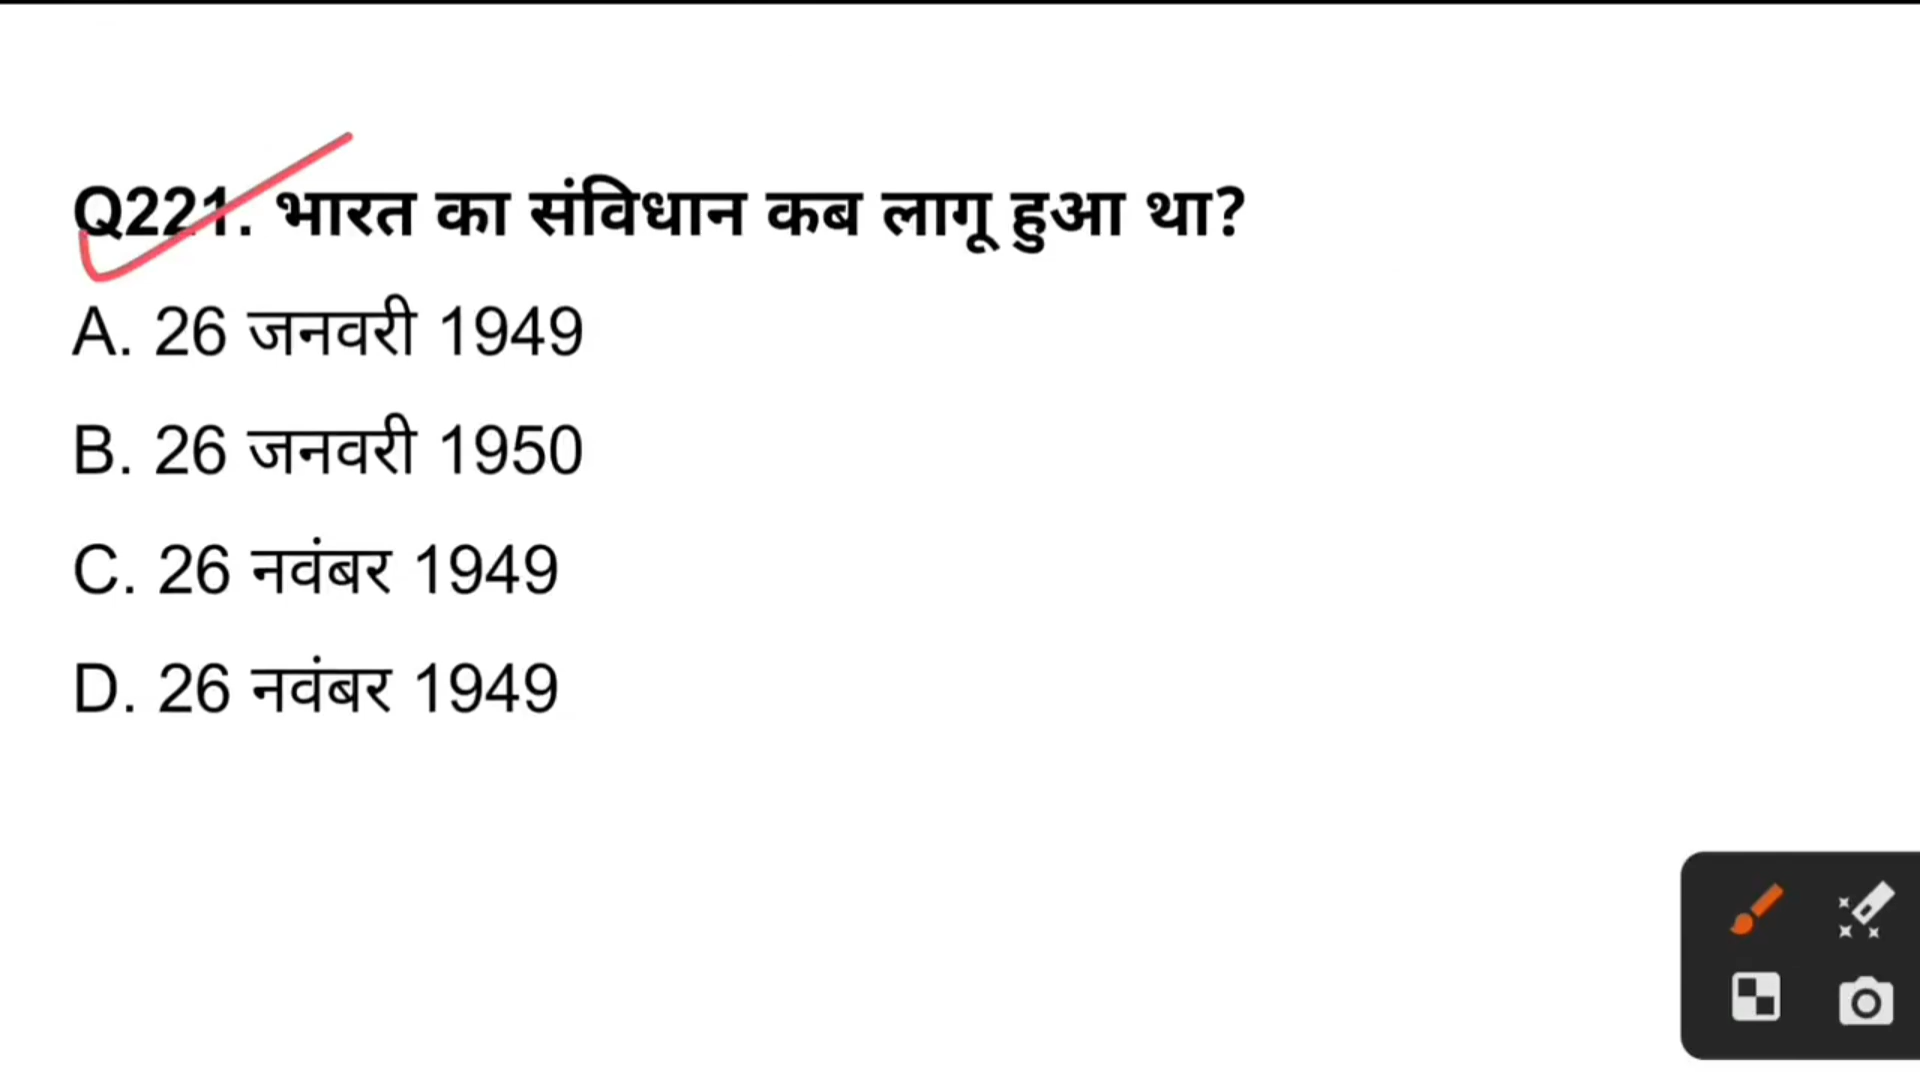 Q221. भारत का संविधान कब लागू हुआ था?
A. 26 जनवरी 1949
B. 26 जनवरी 1950
C. 26 नवंबर 1949
D. 26 नवंबर 1949